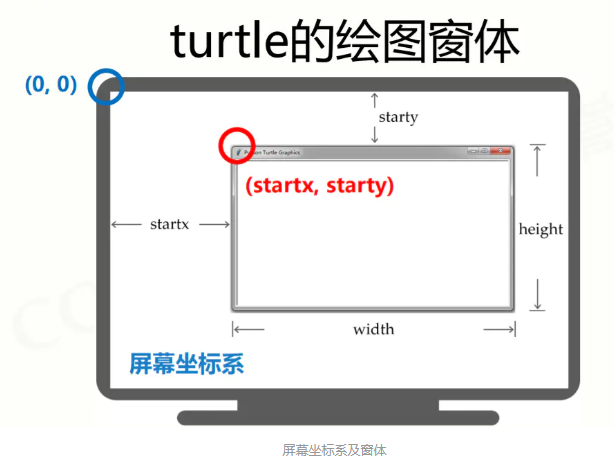 turtle的绘图窗体
(0, 0)
starty
Python Turtle Graphics
(startx, starty)
startx
height
width
屏幕坐标系
屏幕坐标系及窗体